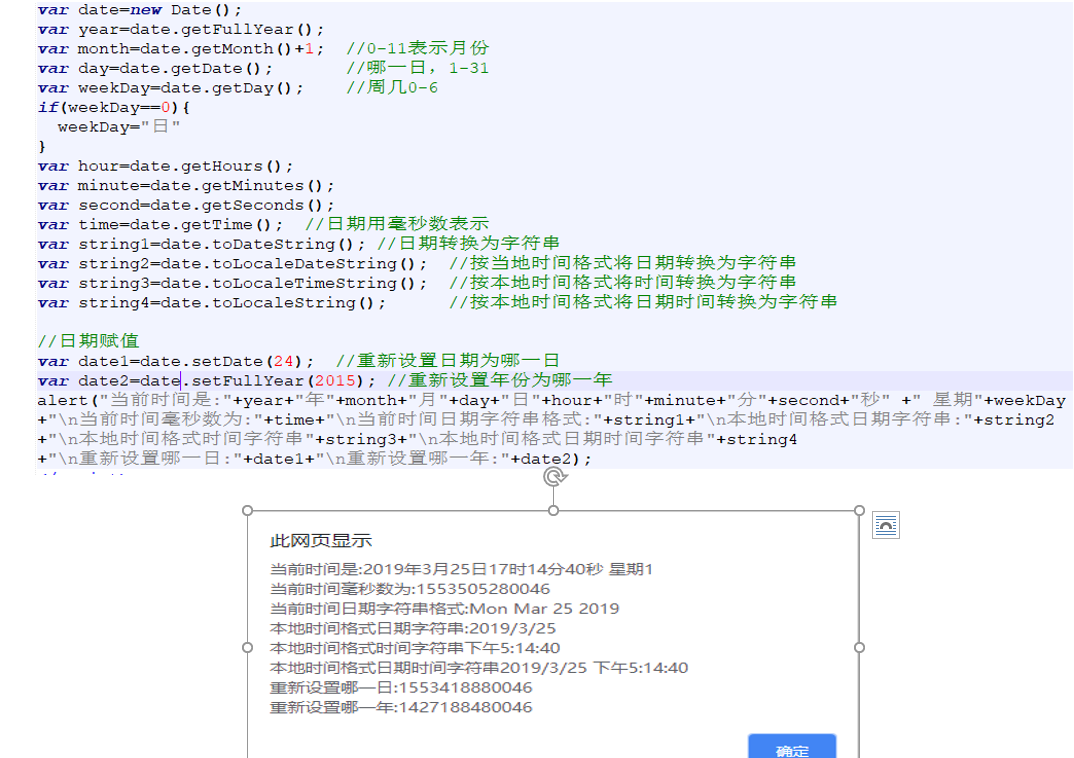 var date=new Date();
var year=date.getFullYear();
var month=date.getMonth()+1;  //0-11表示月份
var day=date.getDate();       //哪一日，1-31
var weekDay=date.getDay();    //周几0-6
if(weekDay==0){
  weekDay="日"
}
var hour=date.getHours();
var minute=date.getMinutes();
var second=date.getSeconds();
var time=date.getTime();  //日期用毫秒数表示
var string1=date.toDateString(); //日期转换为字符串
var string2=date.toLocaleDateString();  //按当地时间格式将日期转换为字符串
var string3=date.toLocaleTimeString();  //按本地时间格式将时间转换为字符串
var string4=date.toLocaleString();      //按本地时间格式将日期时间转换为字符串
//日期赋值
var date1=date.setDate(24);  //重新设置日期为哪一日
var date2=date.setFullYear(2015); //重新设置年份为哪一年
alert("当前时间是:"+year+"年"+month+"月"+day+"日"+hour+"时"+minute+"分"+second+"秒" +" 星期"+weekDay
+"\n当前时间毫秒数为:"+time+"\n当前时间日期字符串格式:"+string1+"\n本地时间格式日期字符串:"+string2
+"\n本地时间格式时间字符串"+string3+"\n本地时间格式日期时间字符串"+string4
+"\n重新设置哪一日:"+date1+"\n重新设置哪一年:"+date2);
此网页显示
当前时间是:2019年3月25日17时14分40秒 星期1
当前时间毫秒数为:1553505280046
当前时间日期字符串格式:Mon Mar 25 2019
本地时间格式日期字符串:2019/3/25
本地时间格式时间字符串下午5:14:40
本地时间格式日期时间字符串2019/3/25 下午5:14:40
重新设置哪一日:1553418880046
重新设置哪一年:1427188480046
确定